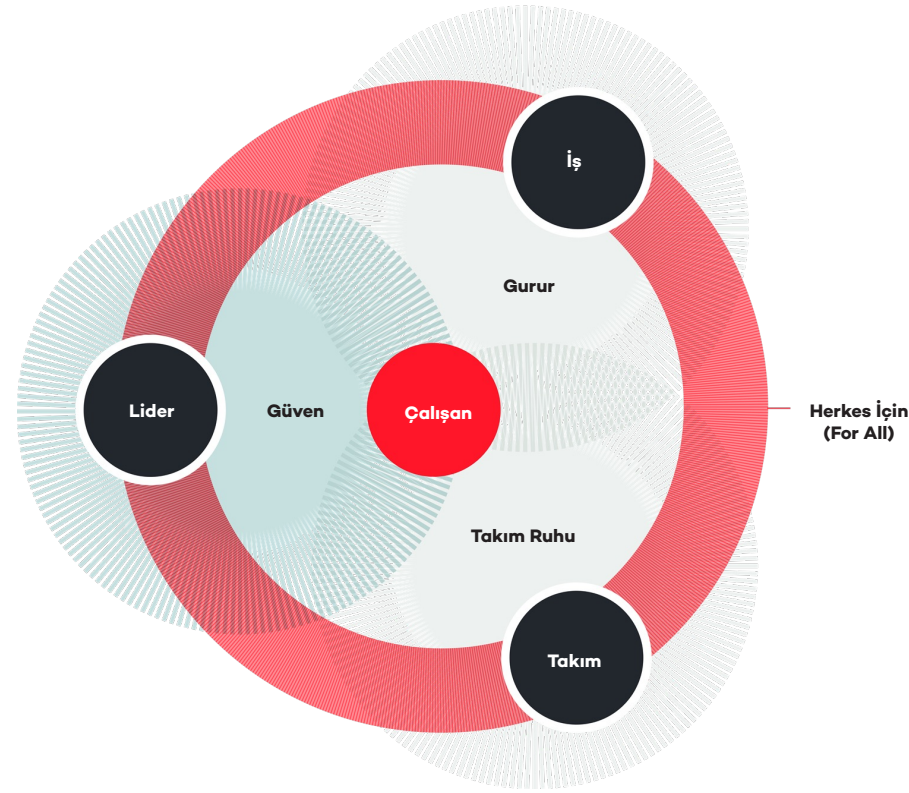 İş
Gurur
Lider
Güven
Çalışan
Herkes İçin
(For All)
Takım Ruhu
Takım